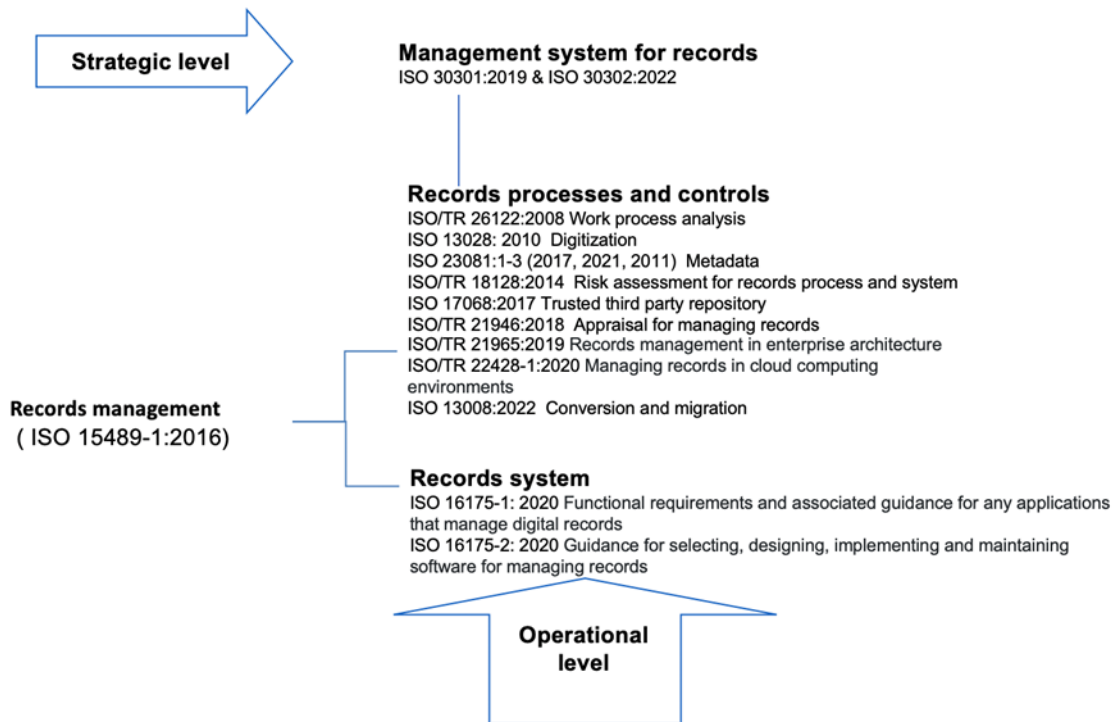 Strategic level
Management system for records
ISO 30301:2019 & ISO 30302:2022
Records processes and controls
ISO/TR 26122:2008 Work process analysis
ISO 13028: 2010  Digitization
ISO 23081:1-3 (2017, 2021, 2011)  Metadata
ISO/TR 18128:2014  Risk assessment for records process and system
ISO 17068:2017 Trusted third party repository
ISO/TR 21946:2018  Appraisal for managing records
ISO/TR 21965:2019 Records management in enterprise architecture
ISO/TR 22428-1:2020 Managing records in cloud computing
environments
ISO 13008:2022  Conversion and migration
Records management
( ISO 15489-1:2016)
Records system
ISO 16175-1: 2020 Functional requirements and associated guidance for any applications
that manage digital records
ISO 16175-2: 2020 Guidance for selecting, designing, implementing and maintaining
software for managing records
Operational
level